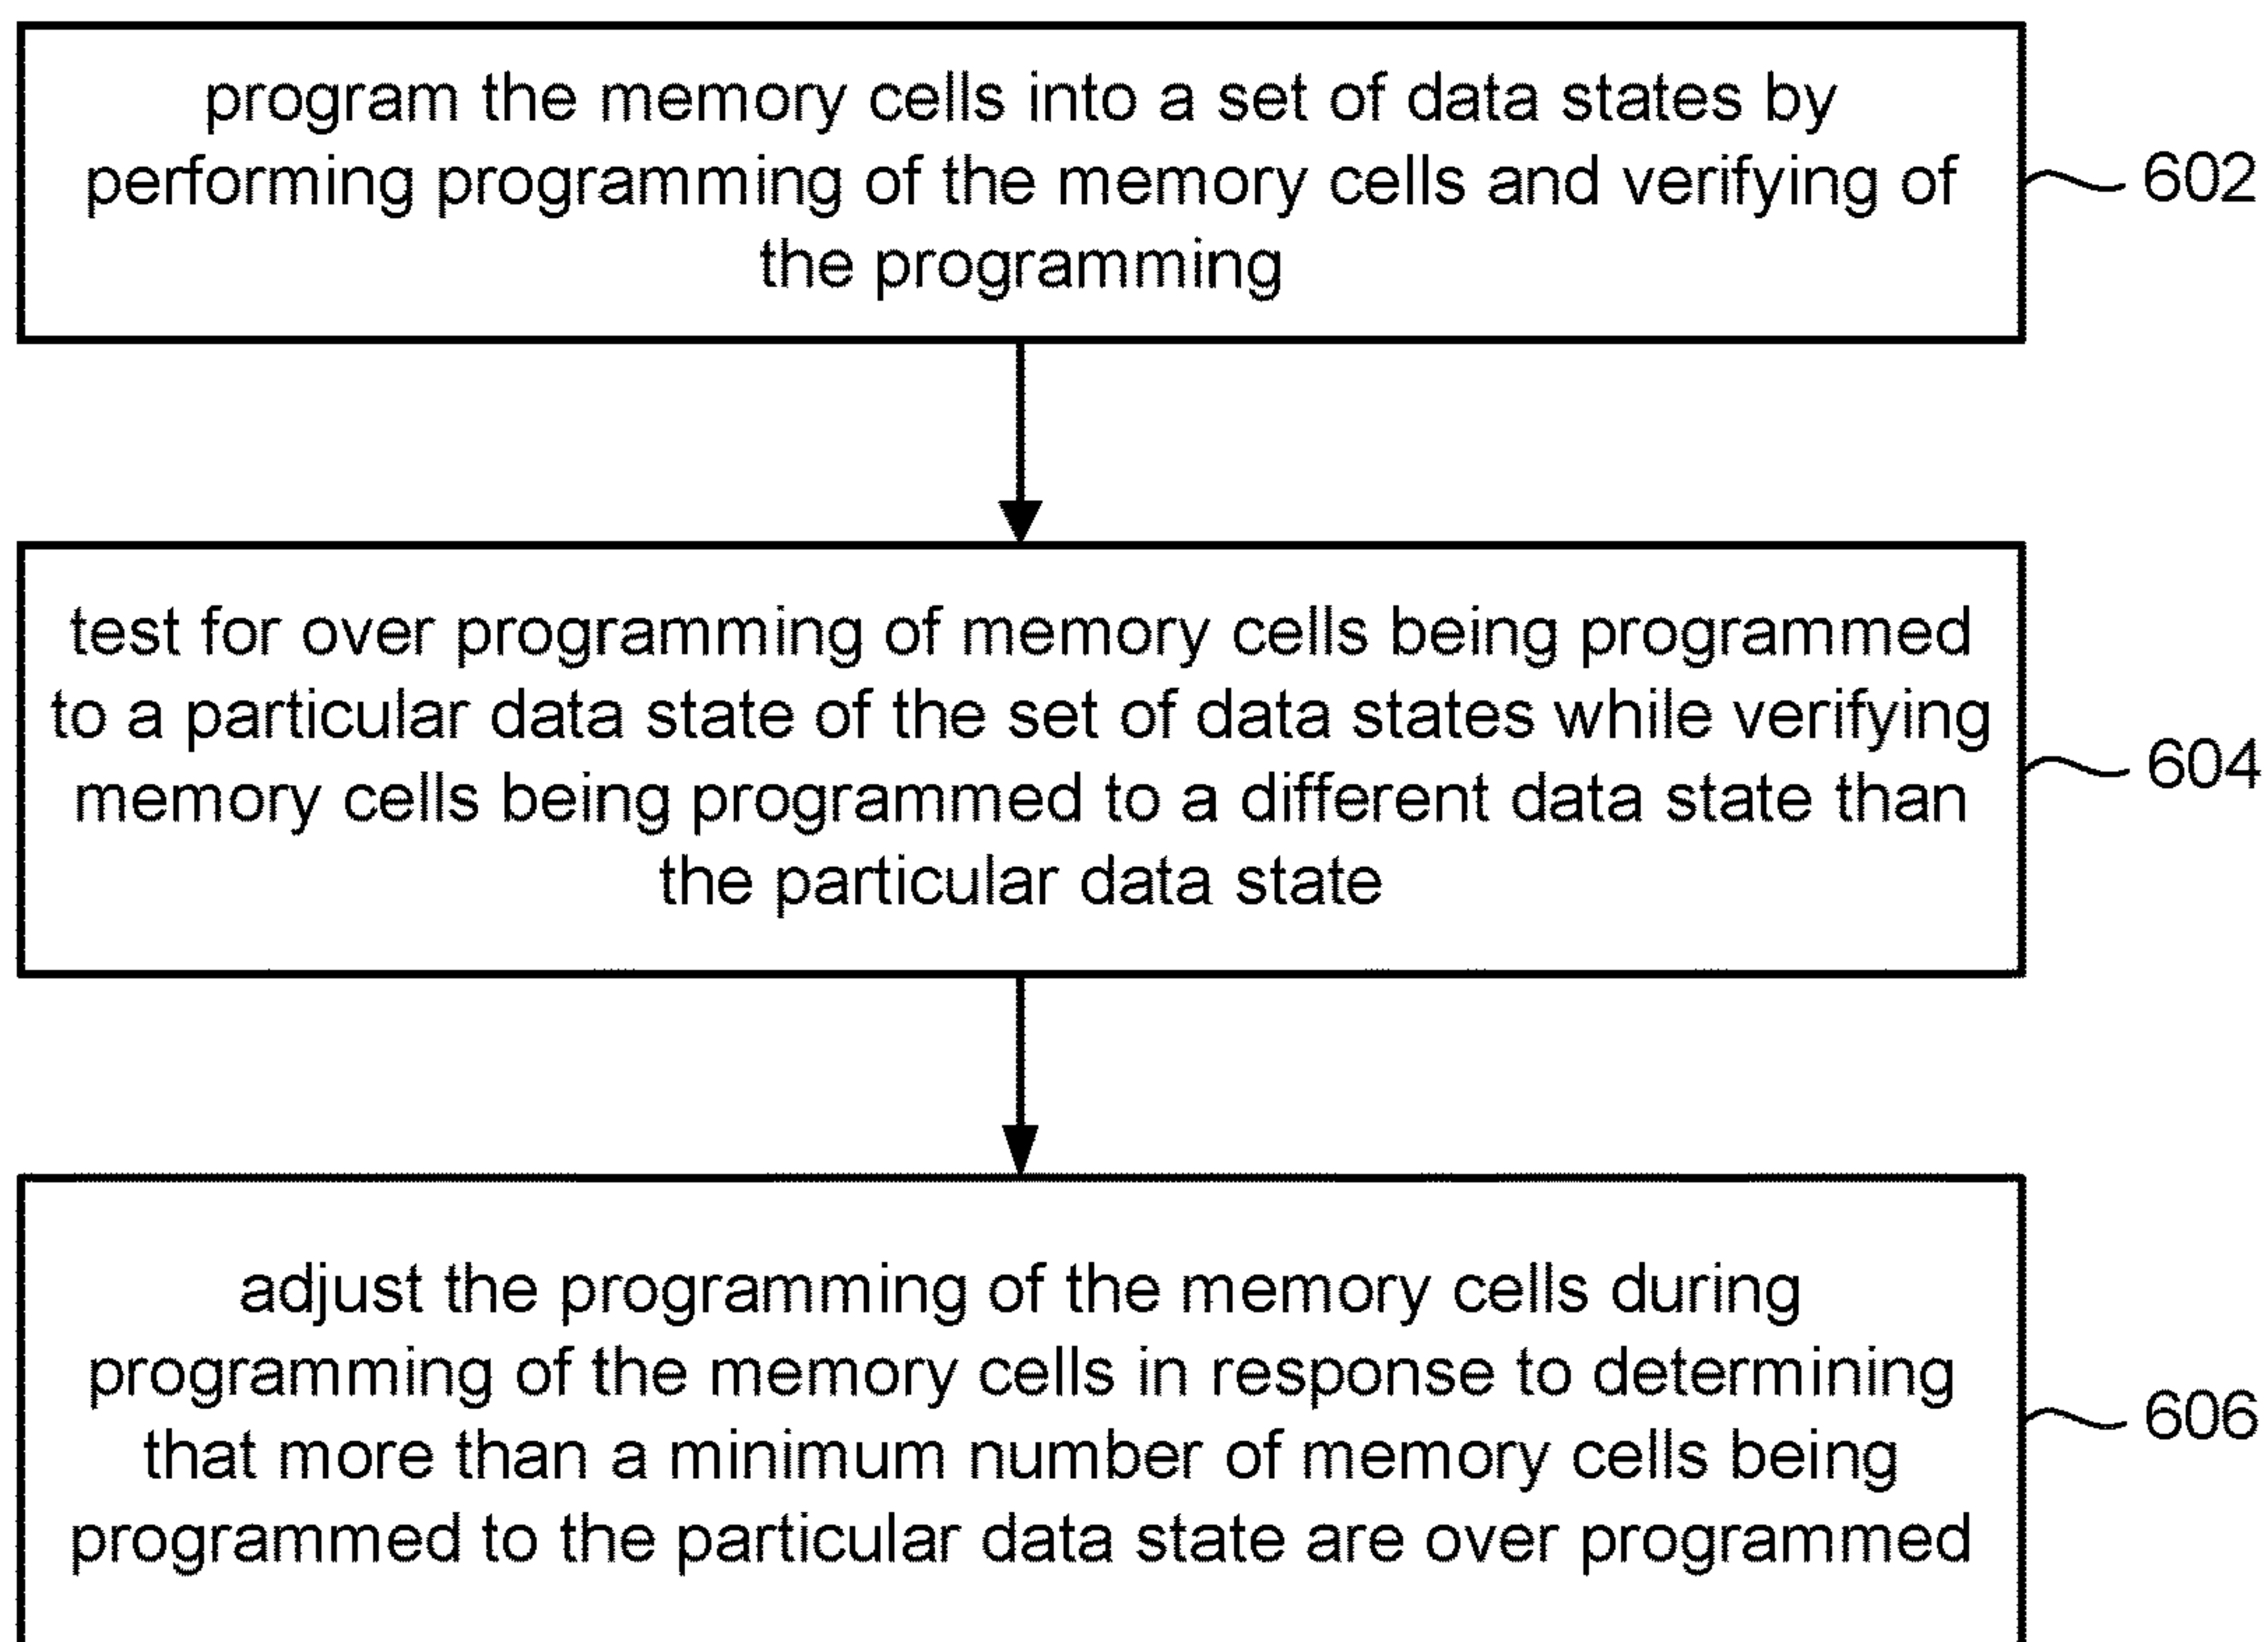 program the memory cells into a set of data states by
performing programming of the memory cells and verifying of
the programming
602
test for over programming of memory cells being programmed
to a particular data state of the set of data states while verifying
memory cells being programmed to a different data state than
the particular data state
604
adjust the programming of the memory cells during
programming of the memory cells in response to determining
that more than a minimum number of memory cells being
programmed to the particular data state are over programmed
606